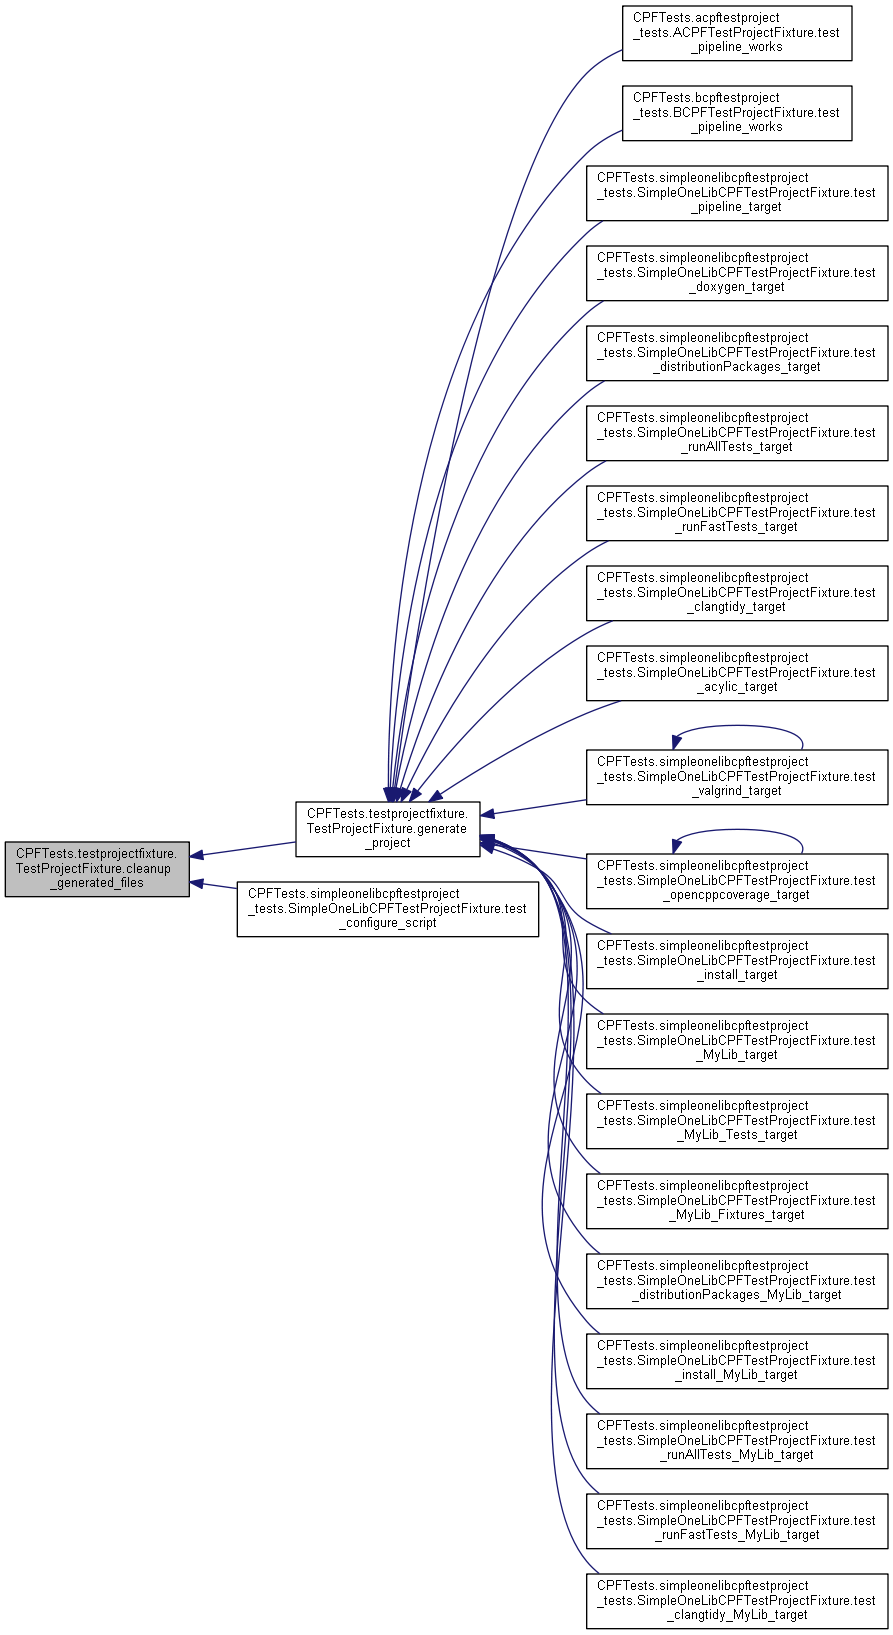 CPFTests.acpftestproject
_tests.ACPFTestProjectFixture.test
_pipeline_works
CPFTests.bcpftestproject
_tests.BCPFTestProjectFixture.test
_pipeline_works
CPFTests.simpleonelibcpftestproject
_tests.SimpleOneLibCPFTestProjectFixture.test
_pipeline_target
CPFTests.simpleonelibcpftestproject
_tests.SimpleOneLibCPFTestProjectFixture.test
_doxygen_target
CPFTests.simpleonelibcpftestproject
_tests.SimpleOneLibCPFTestProjectFixture.test
_distributionPackages_target
CPFTests.simpleonelibcpftestproject
_tests.SimpleOneLibCPFTestProjectFixture.test
_runAllTests_target
CPFTests.simpleonelibcpftestproject
_tests.SimpleOneLibCPFTestProjectFixture.test
_runFastTests_target
CPFTests.simpleonelibcpftestproject
_tests.SimpleOneLibCPFTestProjectFixture.test
_clangtidy_target
CPFTests.simpleonelibcpftestproject
_tests.SimpleOneLibCPFTestProjectFixture.test
_acylic_target
CPFTests.simpleonelibcpftestproject
_tests.SimpleOneLibCPFTestProjectFixture.test
_valgrind_target
CPFTests.testprojectfixture.
TestProjectFixture.generate
_project
CPFTests.testprojectfixture.
TestProjectFixture.cleanup
_generated_files
CPFTests.simpleonelibcpftestproject
_tests.SimpleOneLibCPFTestProjectFixture.test
_configure_script
CPFTests.simpleonelibcpftestproject
_tests.SimpleOneLibCPFTestProjectFixture.test
_opencppcoverage_target
CPFTests.simpleonelibcpftestproject
_tests.SimpleOneLibCPFTestProjectFixture.test
_install_target
CPFTests.simpleonelibcpftestproject
_tests.SimpleOneLibCPFTestProjectFixture.test
_MyLib_target
CPFTests.simpleonelibcpftestproject
_tests.SimpleOneLibCPFTestProjectFixture.test
_MyLib_Tests_target
CPFTests.simpleonelibcpftestproject
_tests.SimpleOneLibCPFTestProjectFixture.test
_MyLib_Fixtures_target
CPFTests.simpleonelibcpftestproject
_tests.SimpleOneLibCPFTestProjectFixture.test
_distributionPackages_MyLib_target
CPFTests.simpleonelibcpftestproject
_tests.SimpleOneLibCPFTestProjectFixture.test
_install_MyLib_target
CPFTests.simpleonelibcpftestproject
_tests.SimpleOneLibCPFTestProjectFixture.test
_runAllTests_MyLib_target
CPFTests.simpleonelibcpftestproject
_tests.SimpleOneLibCPFTestProjectFixture.test
_runFastTests_MyLib_target
CPFTests.simpleonelibcpftestproject
_tests.SimpleOneLibCPFTestProjectFixture.test
_clangtidy_MyLib_target